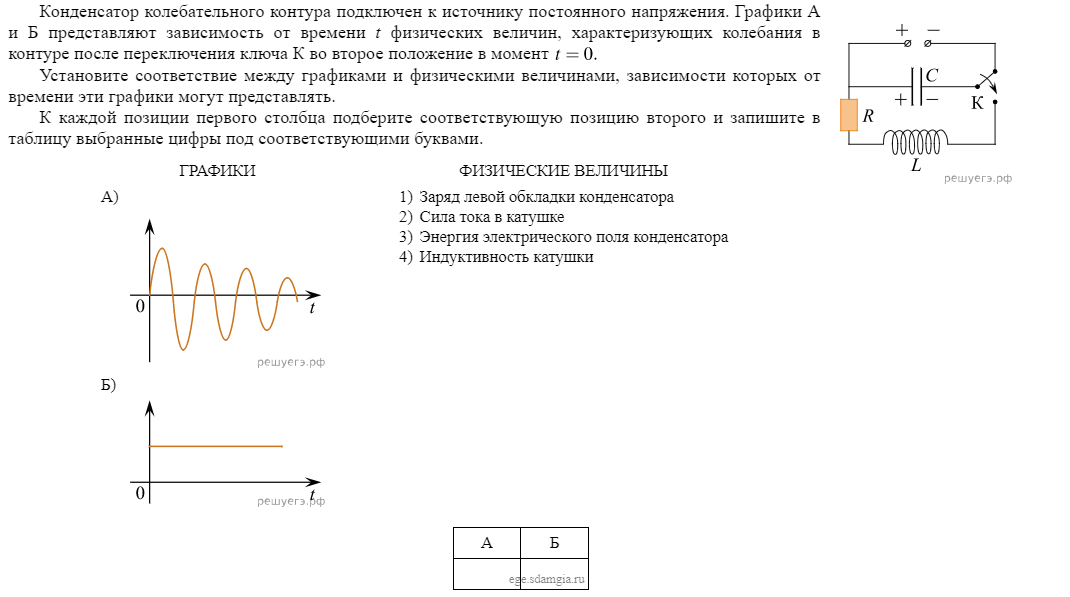 Конденсатор колебательного контура подключен к источнику постоянного напряжения. Графики А
и Б представляют зависимость от времени t физических величин, характеризующих колебания в
контуре после переключения ключа К во второе положение в момент t = 0.
Установите соответствие между графиками и физическими величинами, зависимости которых от
времени эти графики могут представлять.
К каждой позиции первого столбца подберите соответствующую позицию второго и запишите в
таблицу выбранные цифры под соответствующими буквами.
+ −
C
+ −
К
R
L
решуегэ.рф
ГРАФИКИ
ФИЗИЧЕСКИЕ ВЕЛИЧИНЫ
А)
0
t
решуегэ.рф
Б)
0
t
решуегэ.рф
1) Заряд левой обкладки конденсатора
2) Сила тока в катушке
3) Энергия электрического поля конденсатора
4) Индуктивность катушки
А Б
ege.sdamgia.ru